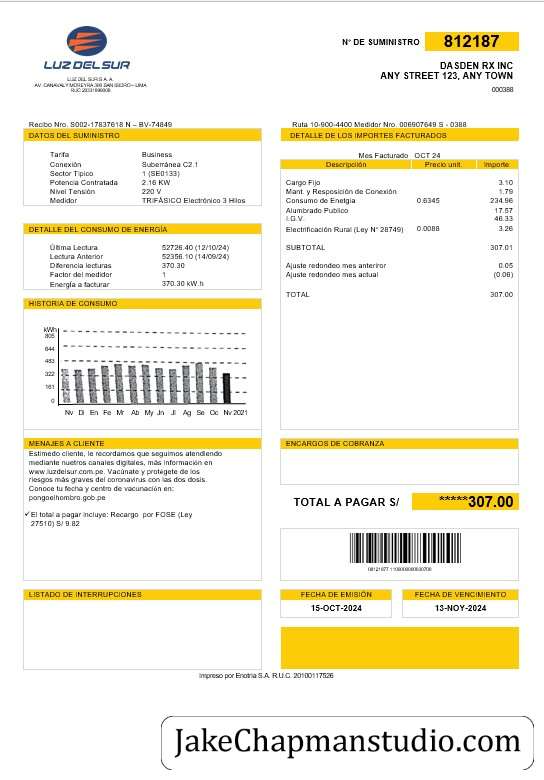 LUZ DEL SUR
LUZ DEL SUR S.A.A.
AV. CANAVALY MOREYRA 380 SAN ISIDRO – LIMA
N° DE SUMINISTRO 812187
DASDEN RX INC
ANY STREET 123, ANY TOWN
000388
Recibo Nro. S002-17837618 N – BV-74849
Ruta 10-900-4400 Medidor Nro. 006907649 S - 0388
DATOS DEL SUMINISTRO
Tarifa Business
Conexión Suberránea C2.1
Sector Típico 1 (SE0133)
Potencia Contratada 2.16 KW
Nivel Tensión 220 V
Medidor TRIFÁSICO Electrónico 3 Hilos
DETALLE DEL CONSUMO DE ENERGÍA
Última Lectura 52726.40 (12/10/24)
Lectura Anterior 52356.10 (14/09/24)
Diferencia lecturas 370.30
Factor del medidor 1
Energía a facturar 370.30 kW.h
HISTORIA DE CONSUMO
kWh
805
644
483
322
161
0
Nv Di En Fe Mr Ab My Jn Jl Ag Se Oc Nv 2021
MENAJES A CLIENTE
Estimedo cliente, le recordamos que seguimos atendiendo
mediante nuetros canales digitales, más información en
www.luzdelsur.com.pe. Vacúnate y protégete de los
riesgos más graves del coronavirus con las dos dosis.
Conoce tu fecha y centro de vacunación en:
pongoelhombro.gob.pe
✓El total a pagar incluye: Recargo por FOSE (Ley
27510) S/ 9.82
LISTADO DE INTERRUPCIONES
DETALLE DE LOS IMPORTES FACTURADOS
Mes Facturado OCT 24
Descripción Precio unit. Importe
Cargo Fijo 3.10
Mant. y Resposición de Conexión 1.79
Consumo de Enetgía 0.6345 234.96
Alumbrado Publico 17.57
I.G.V. 46.33
Electrificación Rural (Ley N° 28749) 0.0088 3.26
SUBTOTAL 307.01
Ajuste redondeo mes anteriror 0.05
Ajuste redondeo mes actual (0.06)
TOTAL 307.00
ENCARGOS DE COBRANZA
TOTAL A PAGAR S/ *****307.00
FECHA DE EMISIÓN FECHA DE VENCIMIENTO
15-OCT-2024 13-NOY-2024
Impreso por Enotria S.A. R.U.C. 20100117526
JakeChapmanstudio.com